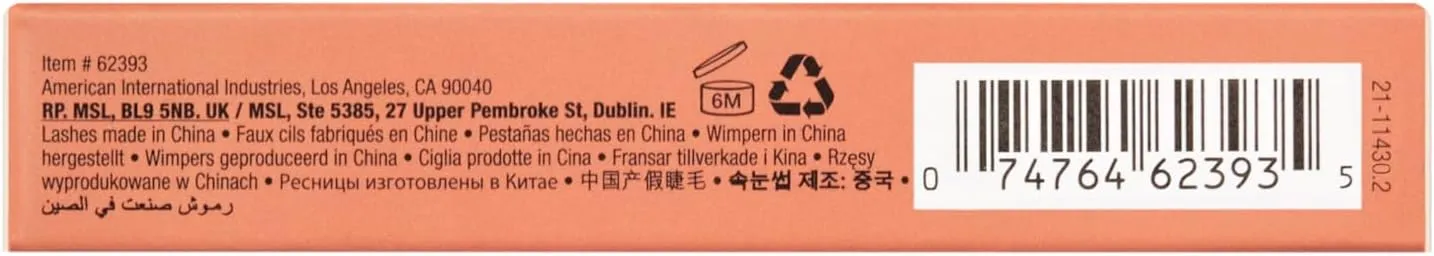 Item # 62393
American International Industries, Los Angeles, CA 90040
RP. MSL, BL9 5NB. UK / MSL, Ste 5385, 27 Upper Pembroke St, Dublin. IE
Lashes made in China • Faux cils fabriqués en Chine • Pestañas hechas en China • Wimpern in China
hergestellt • Wimpers geproduceerd in China • Ciglia prodotte in Cina • Fransar tillverkade i Kina • Rzęsy
wyprodukowane w Chinach • Ресницы изготовлены в Китае • 中国产假睫毛 • 속눈썹 제조: 중국 •
رموش صنعت في الصين
6M
0 74764 62393 5
21-11430.2